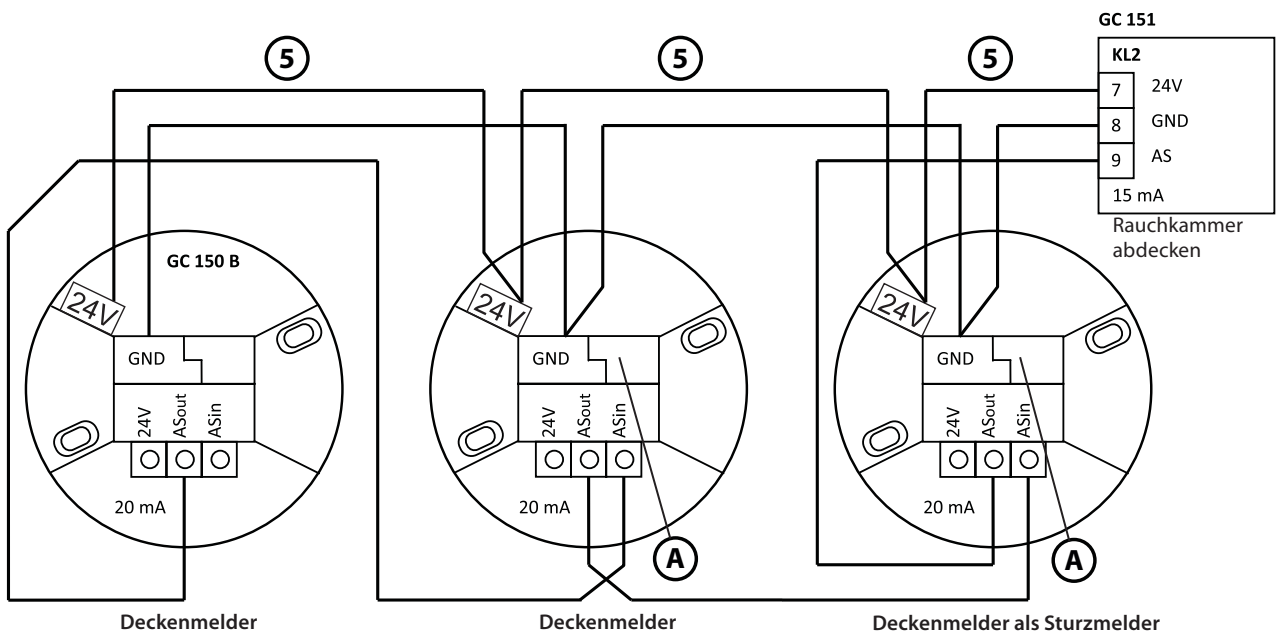 GC 151
5
5
5
KL2
7 24V
8 GND
9 AS
15 mA
Rauchkammer
abdecken
GC 150 B
24V
GND
24V
ASout
ASin
20 mA
Deckenmelder
24V
GND
24V
ASout
ASin
20 mA
A
Deckenmelder
24V
GND
24V
ASout
ASin
20 mA
A
Deckenmelder als Sturzmelder